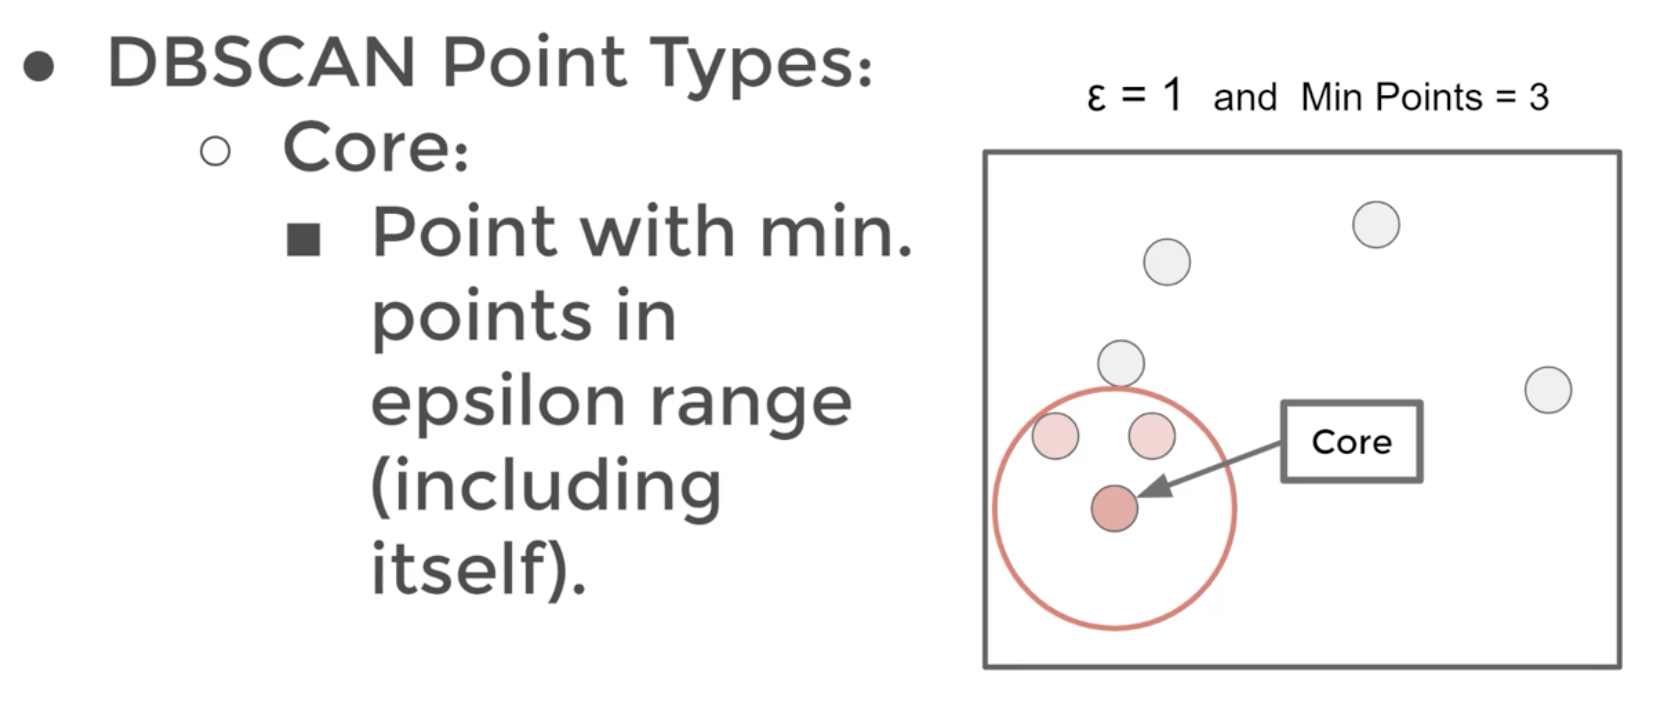 ● DBSCAN Point Types:
○ Core:
■ Point with min.
points in
epsilon range
(including
itself).
ε = 1 and Min Points = 3
Core